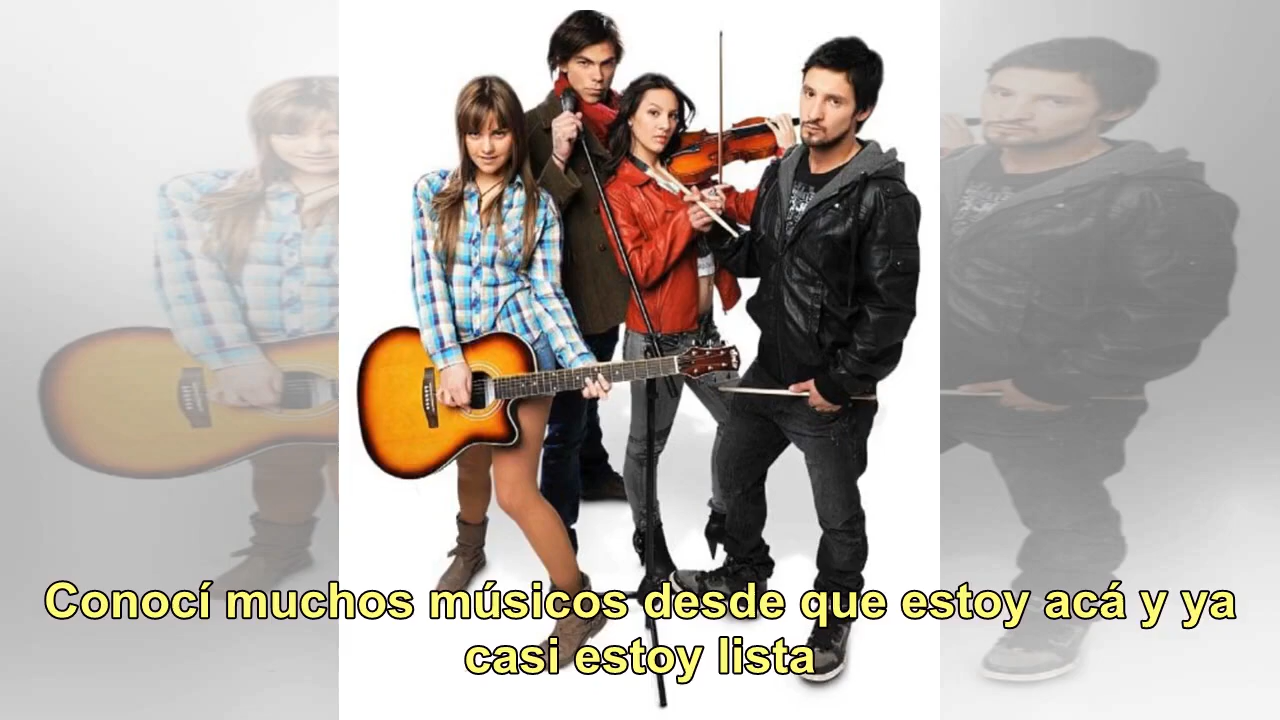 Conocí muchos músicos desde que estoy acá y ya
casi estoy lista